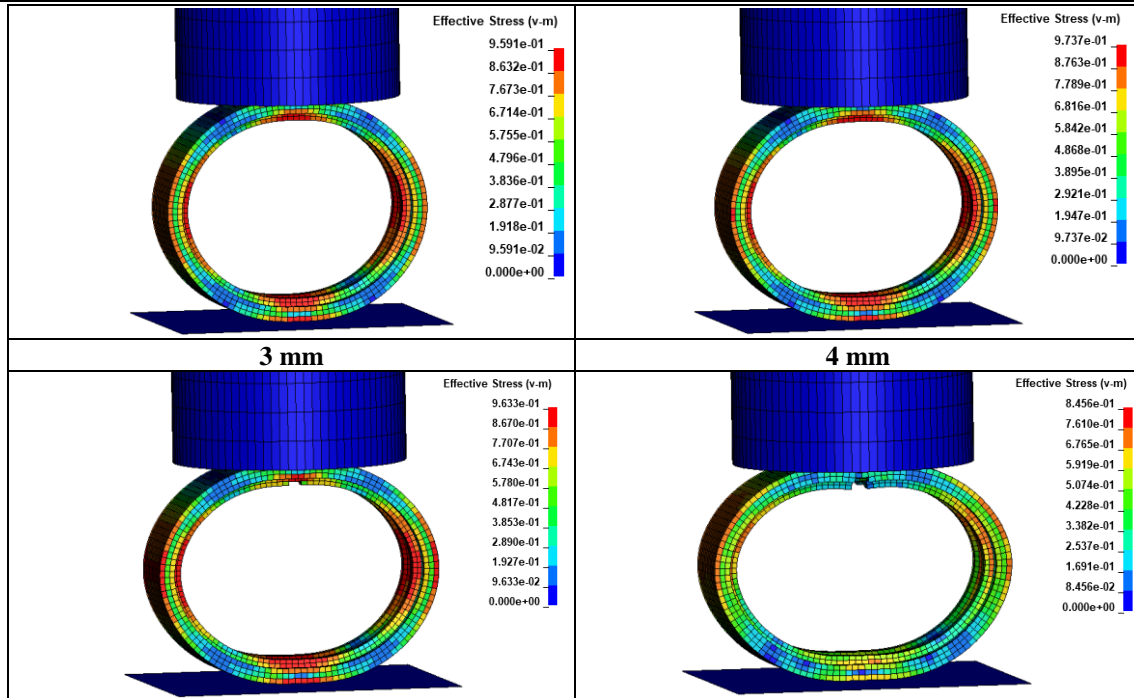 Effective Stress (v-m)
9.591e-01
8.632e-01
7.673e-01
6.714e-01
5.755e-01
4.796e-01
3.836e-01
2.877e-01
1.918e-01
9.591e-02
0.000e+00
Effective Stress (v-m)
9.737e-01
8.763e-01
7.789e-01
6.816e-01
5.842e-01
4.868e-01
3.895e-01
2.921e-01
1.947e-01
9.737e-02
0.000e+00
3 mm
4 mm
Effective Stress (v-m)
9.633e-01
8.670e-01
7.707e-01
6.743e-01
5.780e-01
4.817e-01
3.853e-01
2.890e-01
1.927e-01
9.633e-02
0.000e+00
Effective Stress (v-m)
8.456e-01
7.610e-01
6.765e-01
5.919e-01
5.074e-01
4.228e-01
3.382e-01
2.537e-01
1.691e-01
8.456e-02
0.000e+00